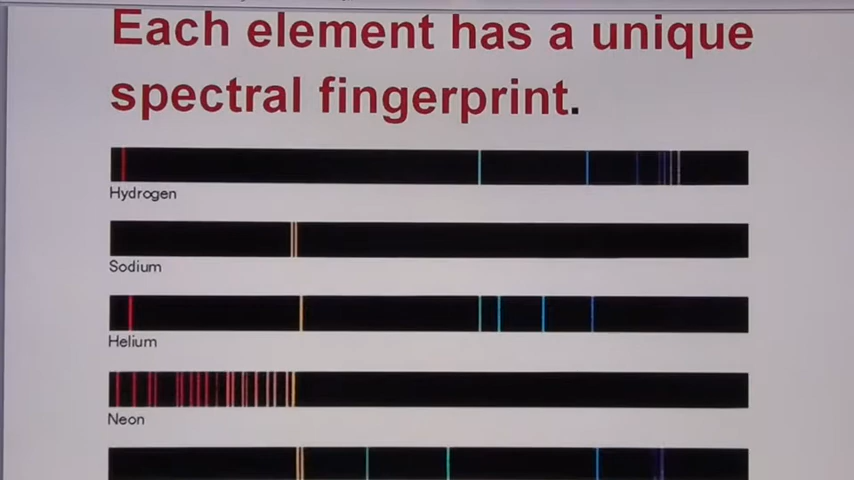 Each element has a unique
spectral fingerprint.
Hydrogen
Sodium
Helium
Neon